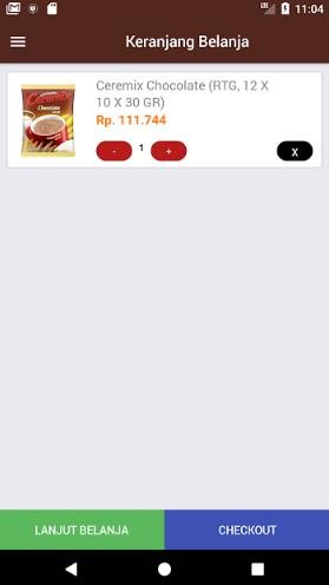 11:04
Keranjang Belanja
Ceremix Chocolate (RTG, 12 X
10 X 30 GR)
Rp. 111.744
- 1 + X
Ceremix
Chocolate
LANJUT BELANJA CHECKOUT